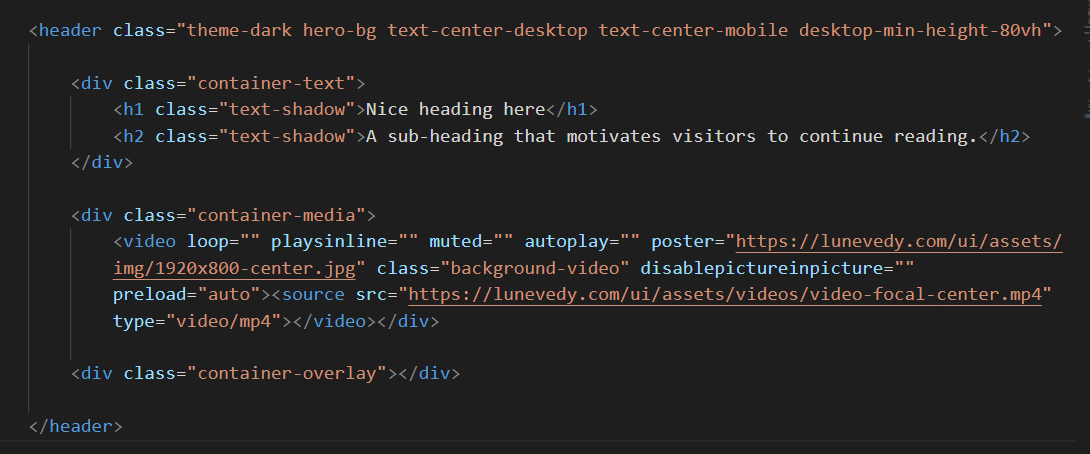 <header class="theme-dark hero-bg text-center-desktop text-center-mobile desktop-min-height-80vh">
<div class="container-text">
<h1 class="text-shadow">Nice heading here</h1>
<h2 class="text-shadow">A sub-heading that motivates visitors to continue reading.</h2>
</div>
<div class="container-media">
<video loop="" playsinline="" muted="" autoplay="" poster="https://lunevedy.com/ui/assets/
img/1920x800-center.jpg" class="background-video" disablepictureinpicture=""
preload="auto"><source src="https://lunevedy.com/ui/assets/videos/video-focal-center.mp4"
type="video/mp4"></video></div>
<div class="container-overlay"></div>
</header>